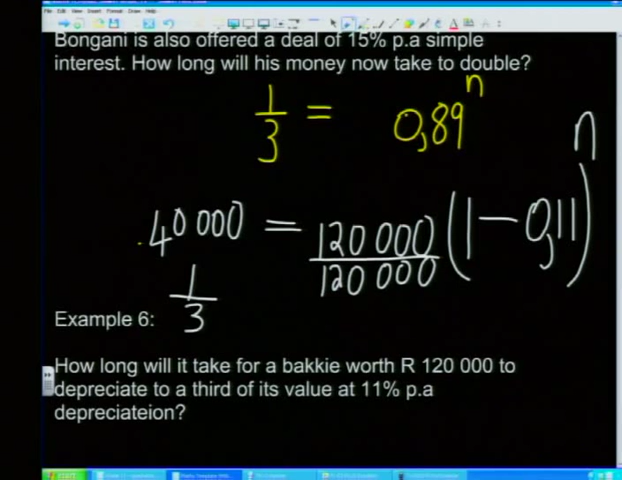 Bongani is also offered a deal of 15% p.a simple
interest. How long will his money now take to double?
1/3 = 0,89^n
40 000 = 120 000/120 000 (1 - 0,11)^n
1/3
Example 6:
How long will it take for a bakkie worth R 120 000 to
depreciate to a third of its value at 11% p.a
depreciateion?